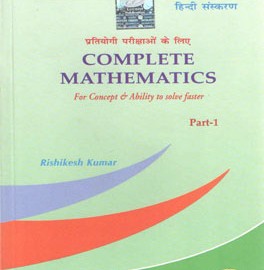 हिन्दी संस्करण
प्रतियोगी परीक्षाओं के लिए
COMPLETE
MATHEMATICS
For Concept & Ability to solve faster
Part-1
Rishikesh Kumar